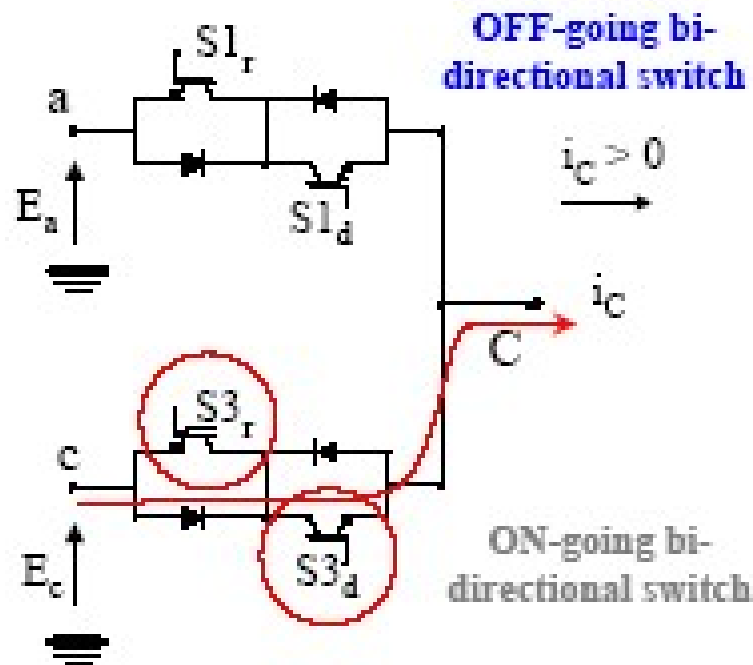 OFF-going bi-
directional switch
S1r
a
iC > 0
Ea
S1d
iC
C
S3r
c
ON-going bi-
directional switch
Ec
S3d